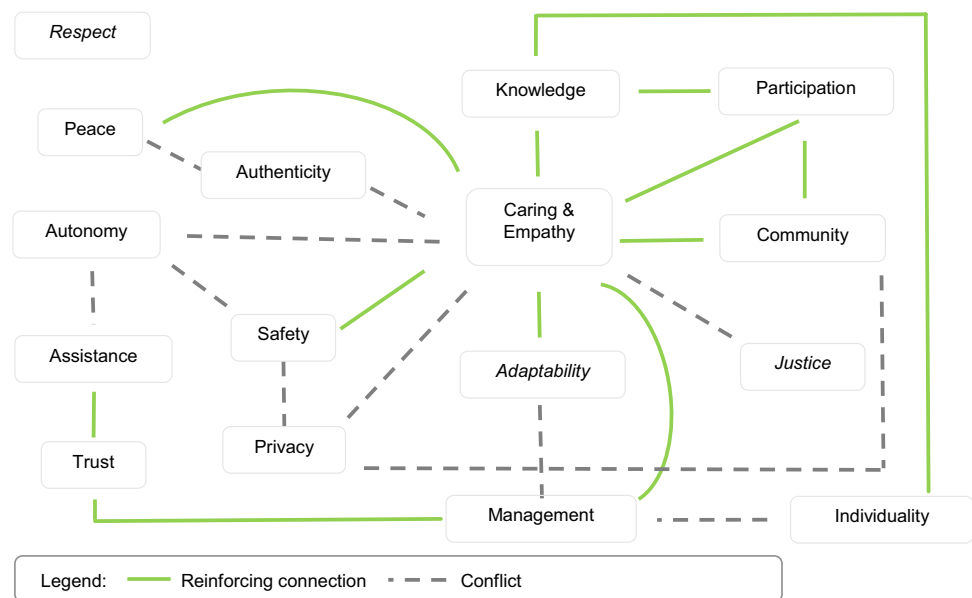 Respect
Knowledge
Participation
Peace
Authenticity
Caring &
Empathy
Autonomy
Community
Safety
Assistance
Adaptability
Justice
Privacy
Trust
Management
Individuality
Legend:
Reinforcing connection
Conflict